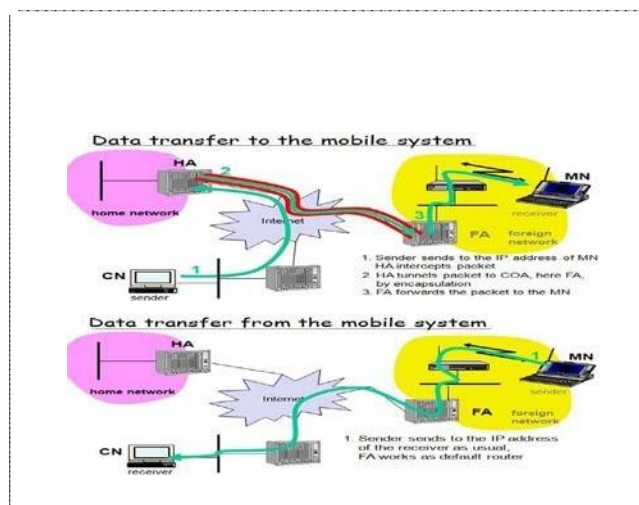 Data transfer to the mobile system
HA
2
MN
home network
Internet
3
receiver
FA
foreign
network
CN
1
sender
1. Sender sends to the IP address of MN
HA intercepts packet
2. HA tunnels packet to COA, here FA,
by encapsulation
3. FA forwards the packet to the MN
Data transfer from the mobile system
HA
1
MN
home network
Internet
sender
FA
foreign
network
CN
receiver
1. Sender sends to the IP address
of the receiver as usual,
FA works as default router